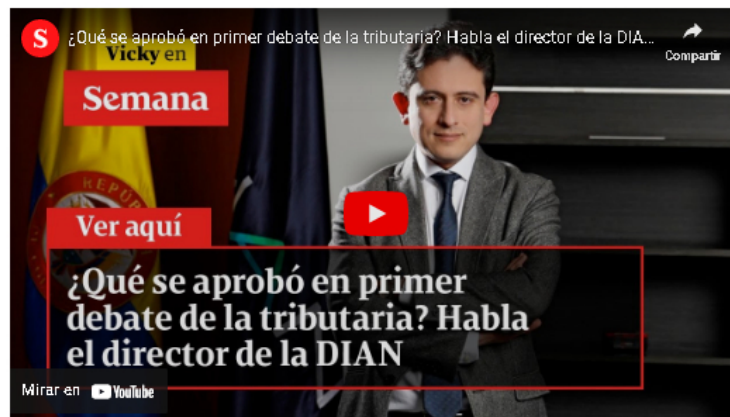 S
¿Qué se aprobó en primer debate de la tributaria? Habla el director de la DIA...
Compartir
Vicky en
Semana
REPÚB
Ver aquí
¿Qué se aprobó en primer
debate de la tributaria? Habla
el director de la DIAN
Mirar en YouTube